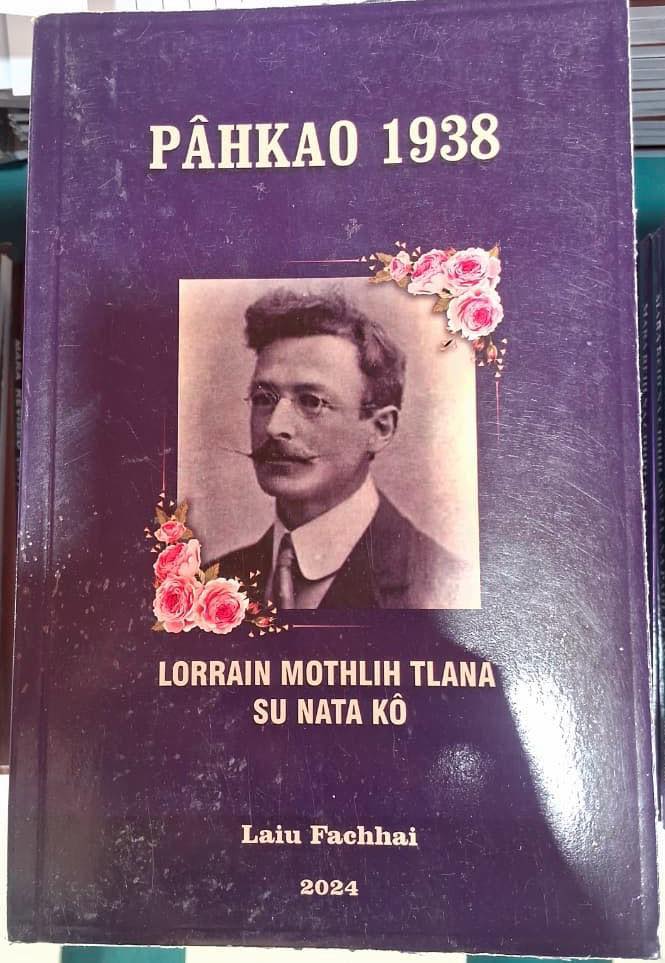 PÂHKAO 1938
LORRAIN MOTHLIH TLANA
SU NATA KÔ
Laiu Fachhai
2024